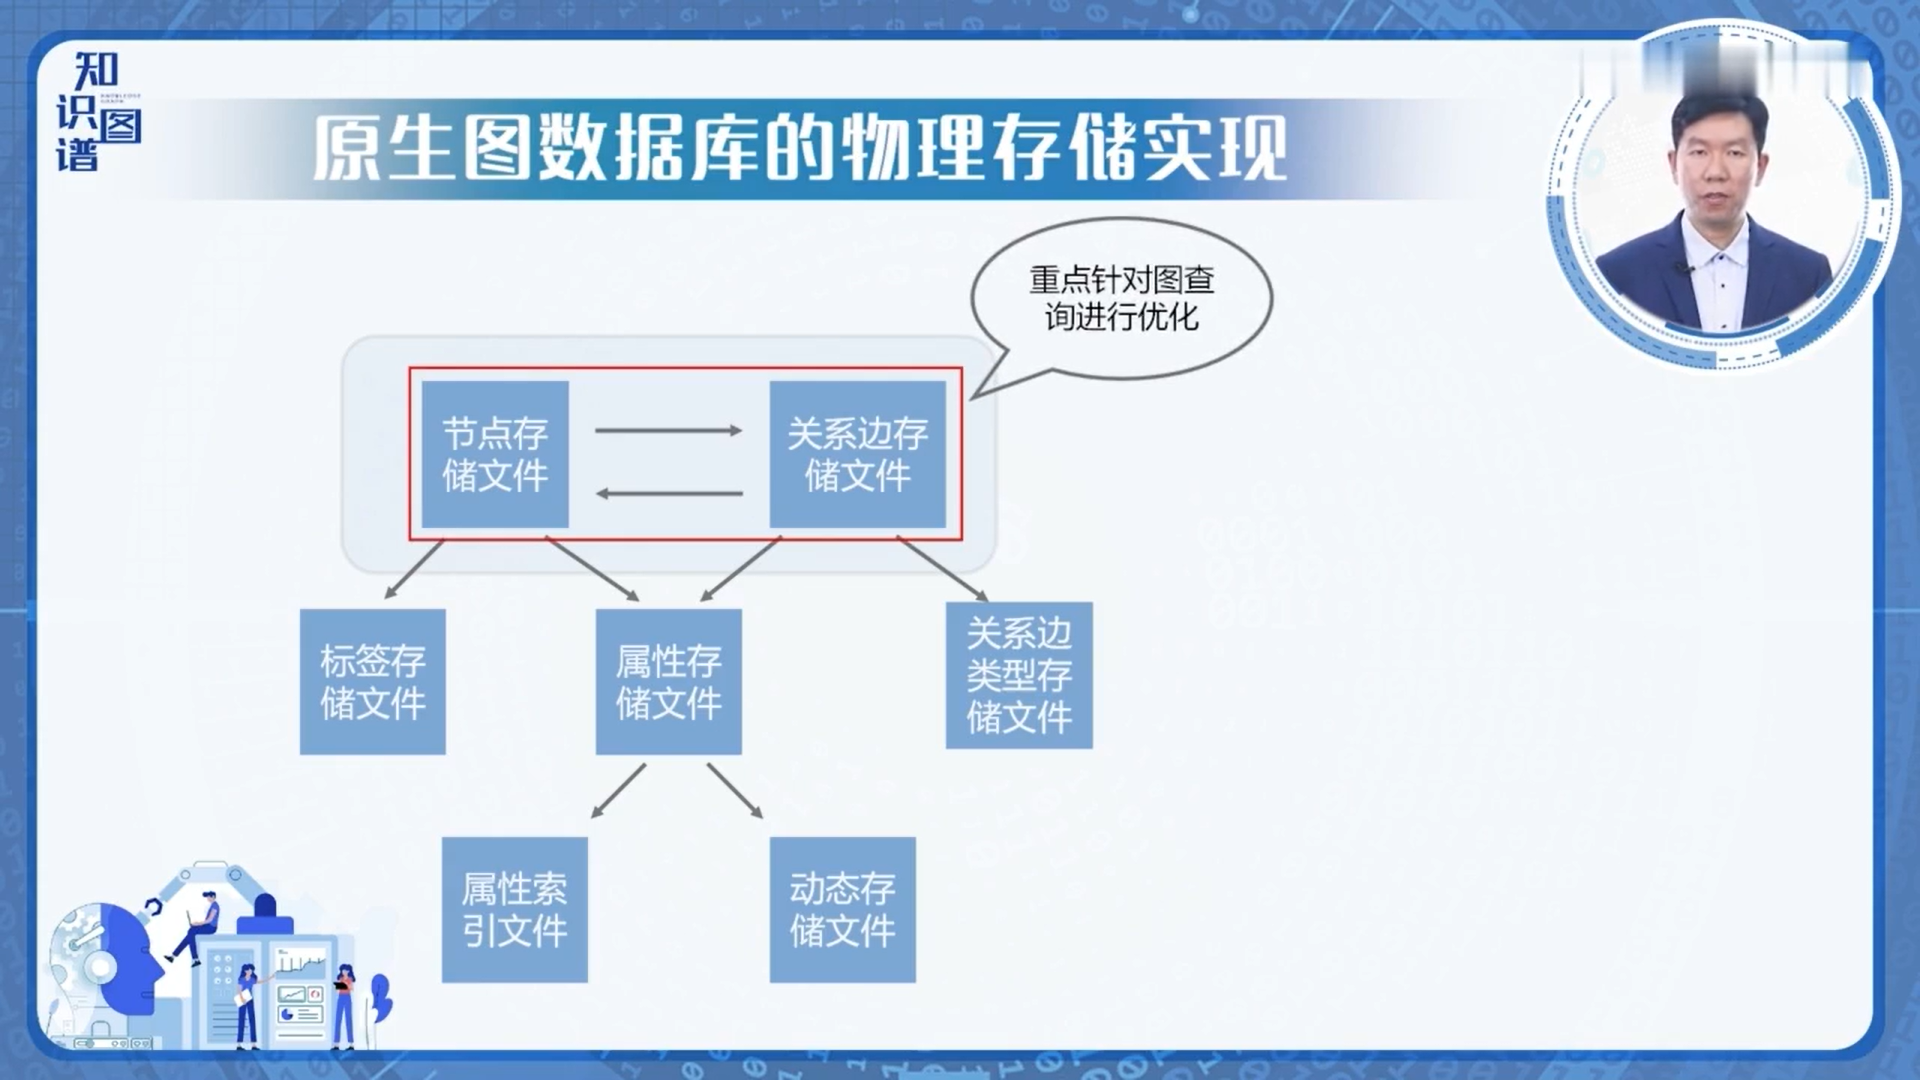 知
识图
谱
原生图数据库的物理存储实现
重点针对图查
询进行优化
节点存
储文件
关系边存
储文件
标签存
储文件
属性存
储文件
关系边
类型存
储文件
属性索
引文件
动态存
储文件